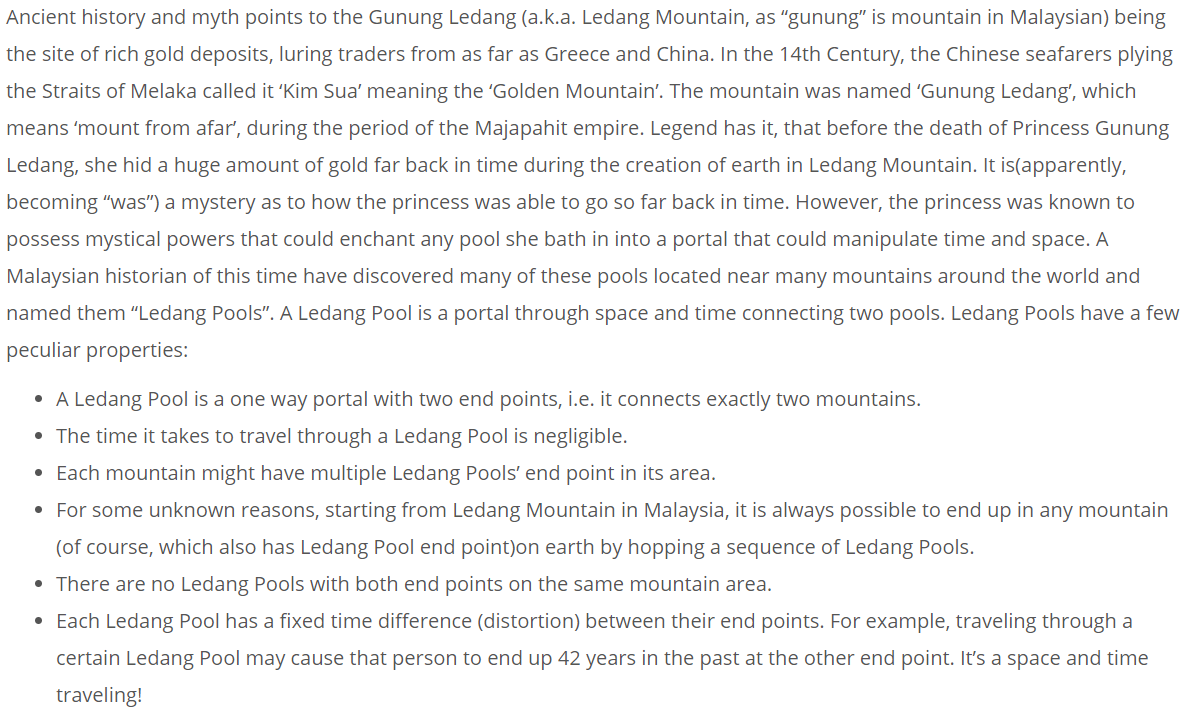 Ancient history and myth points to the Gunung Ledang (a.k.a. Ledang Mountain, as “gunung” is mountain in Malaysian) being
the site of rich gold deposits, luring traders from as far as Greece and China. In the 14th Century, the Chinese seafarers plying
the Straits of Melaka called it ‘Kim Sua’ meaning the ‘Golden Mountain’. The mountain was named ‘Gunung Ledang’, which
means ‘mount from afar’, during the period of the Majapahit empire. Legend has it, that before the death of Princess Gunung
Ledang, she hid a huge amount of gold far back in time during the creation of earth in Ledang Mountain. It is(apparently,
becoming “was”) a mystery as to how the princess was able to go so far back in time. However, the princess was known to
possess mystical powers that could enchant any pool she bath in into a portal that could manipulate time and space. A
Malaysian historian of this time have discovered many of these pools located near many mountains around the world and
named them “Ledang Pools”. A Ledang Pool is a portal through space and time connecting two pools. Ledang Pools have a few
peculiar properties:
• A Ledang Pool is a one way portal with two end points, i.e. it connects exactly two mountains.
• The time it takes to travel through a Ledang Pool is negligible.
• Each mountain might have multiple Ledang Pools’ end point in its area.
• For some unknown reasons, starting from Ledang Mountain in Malaysia, it is always possible to end up in any mountain
(of course, which also has Ledang Pool end point)on earth by hopping a sequence of Ledang Pools.
• There are no Ledang Pools with both end points on the same mountain area.
• Each Ledang Pool has a fixed time difference (distortion) between their end points. For example, traveling through a
certain Ledang Pool may cause that person to end up 42 years in the past at the other end point. It’s a space and time
traveling!